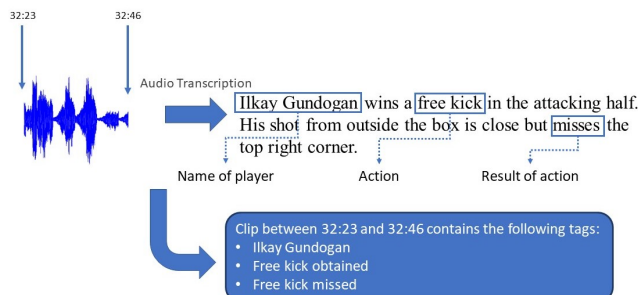 32:23
32:46
Audio Transcription
Ilkay Gundogan wins a free kick in the attacking half.
His shot from outside the box is close but misses the
top right corner.
Name of player
Action
Result of action
Clip between 32:23 and 32:46 contains the following tags:
• Ilkay Gundogan
• Free kick obtained
• Free kick missed